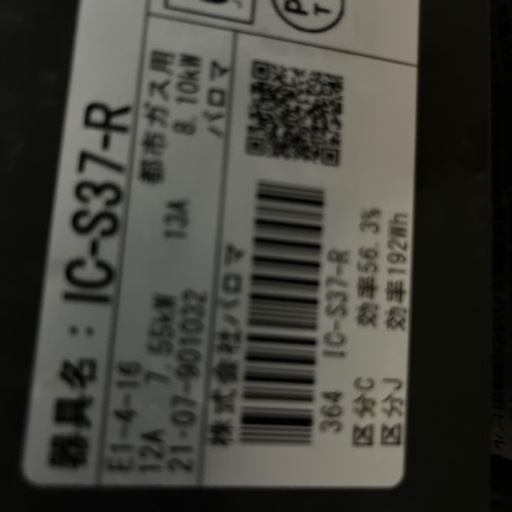 器具名：IC-S37-R
E1-4-16 都市ガス用
12A 7.55kW 13A 8.10kW
21·07-901032 パロマ
株式会社パロマ
364 IC-S37-R
区分C 効率56.3%
区分J 効率192Wh